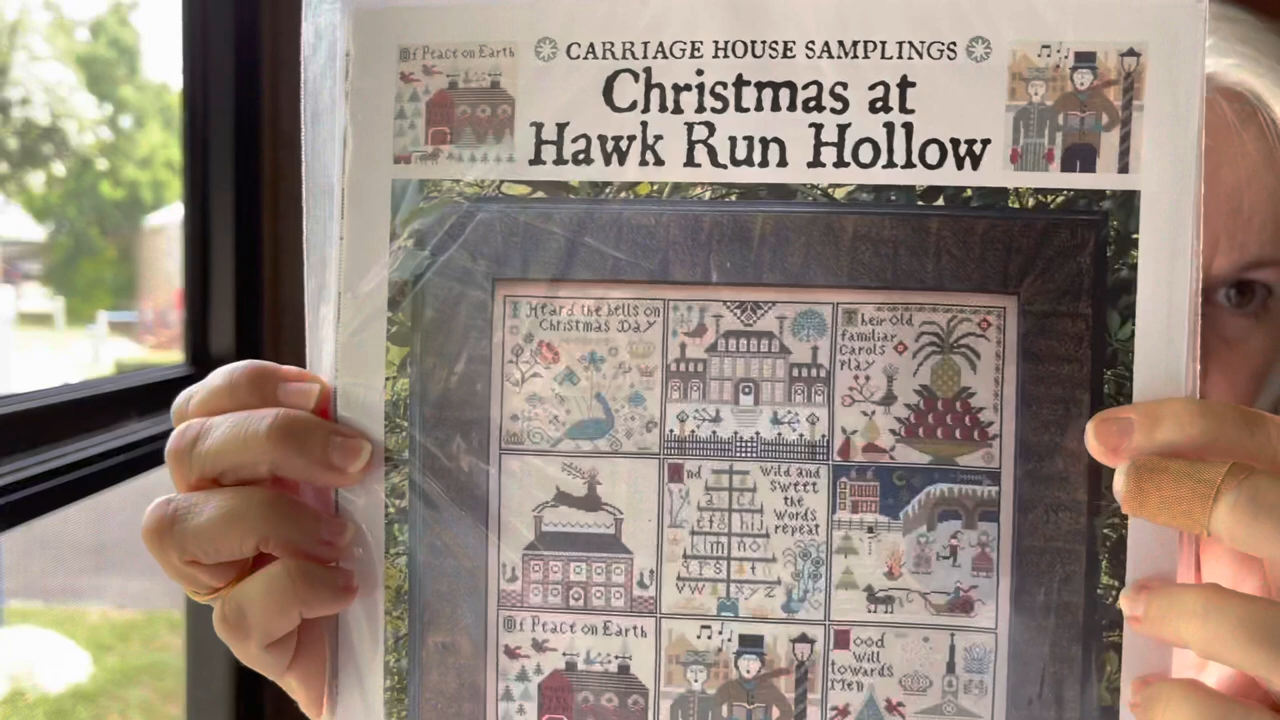 Of Peace on Earth
CARRIAGE HOUSE SAMPLINGS
Christmas at
Hawk Run Hollow
I Heard the bells on
Christmas Day
Their Old
familiar
Carols
Play
And
Wild and
Sweet
the
Words
repeat
a b c d
e f g h i j
k l m n o
q r s t u
v w x y z
Of Peace on Earth
Good
Will
towards
Men